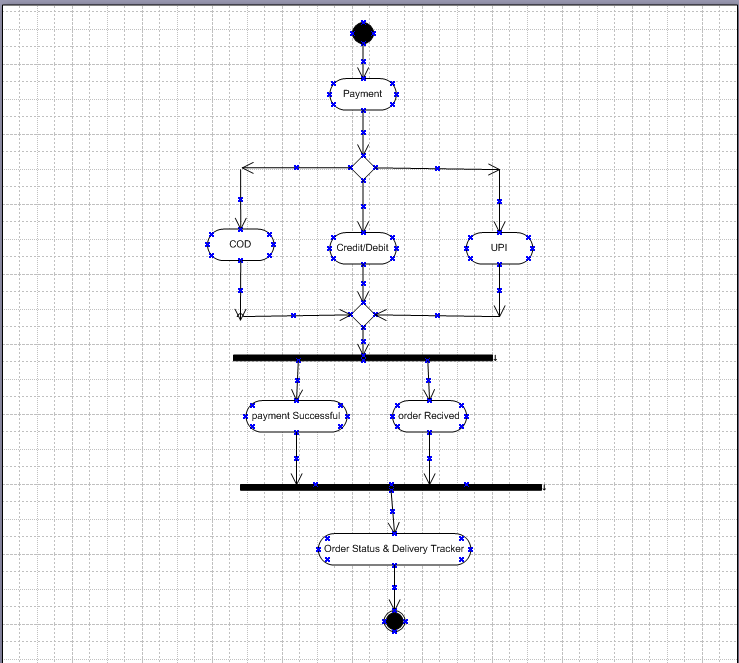 Payment
COD
Credit/Debit
UPI
payment Successful
order Recived
Order Status & Delivery Tracker